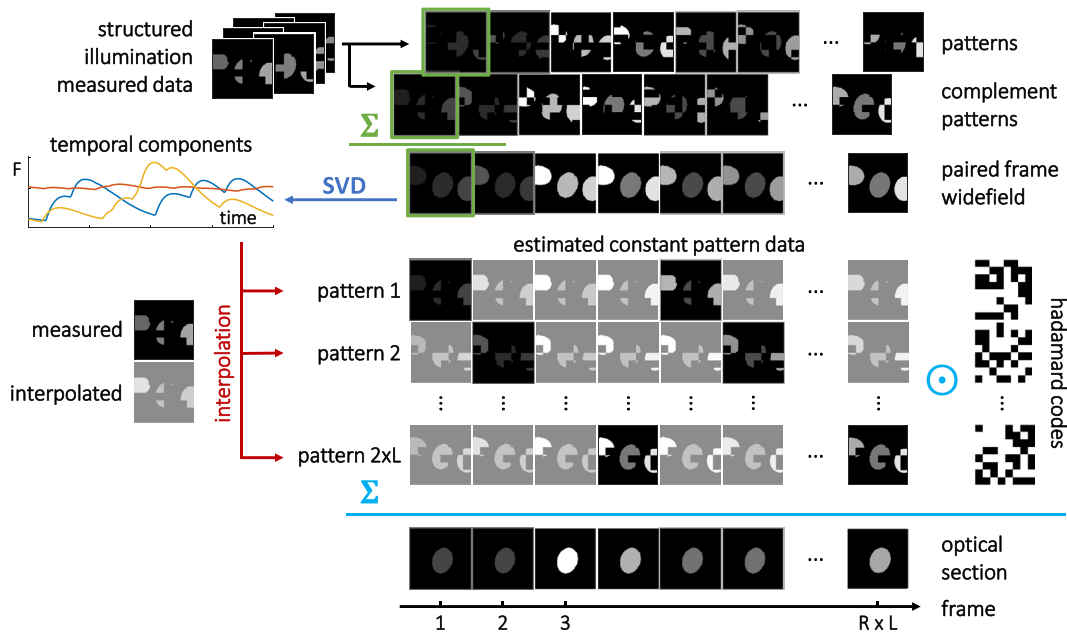 structured
illumination
measured data
...
patterns
...
complement
patterns
Σ
temporal components
F
time
SVD
...
paired frame
widefield
estimated constant pattern data
pattern 1
...
measured
interpolated
interpolation
pattern 2
...
hadamard codes
⋮ ⋮ ⋮ ⋮ ⋮ ⋮ ⋮ ⋮
pattern 2xL
...
Σ
...
optical
section
1 2 3 R x L
frame